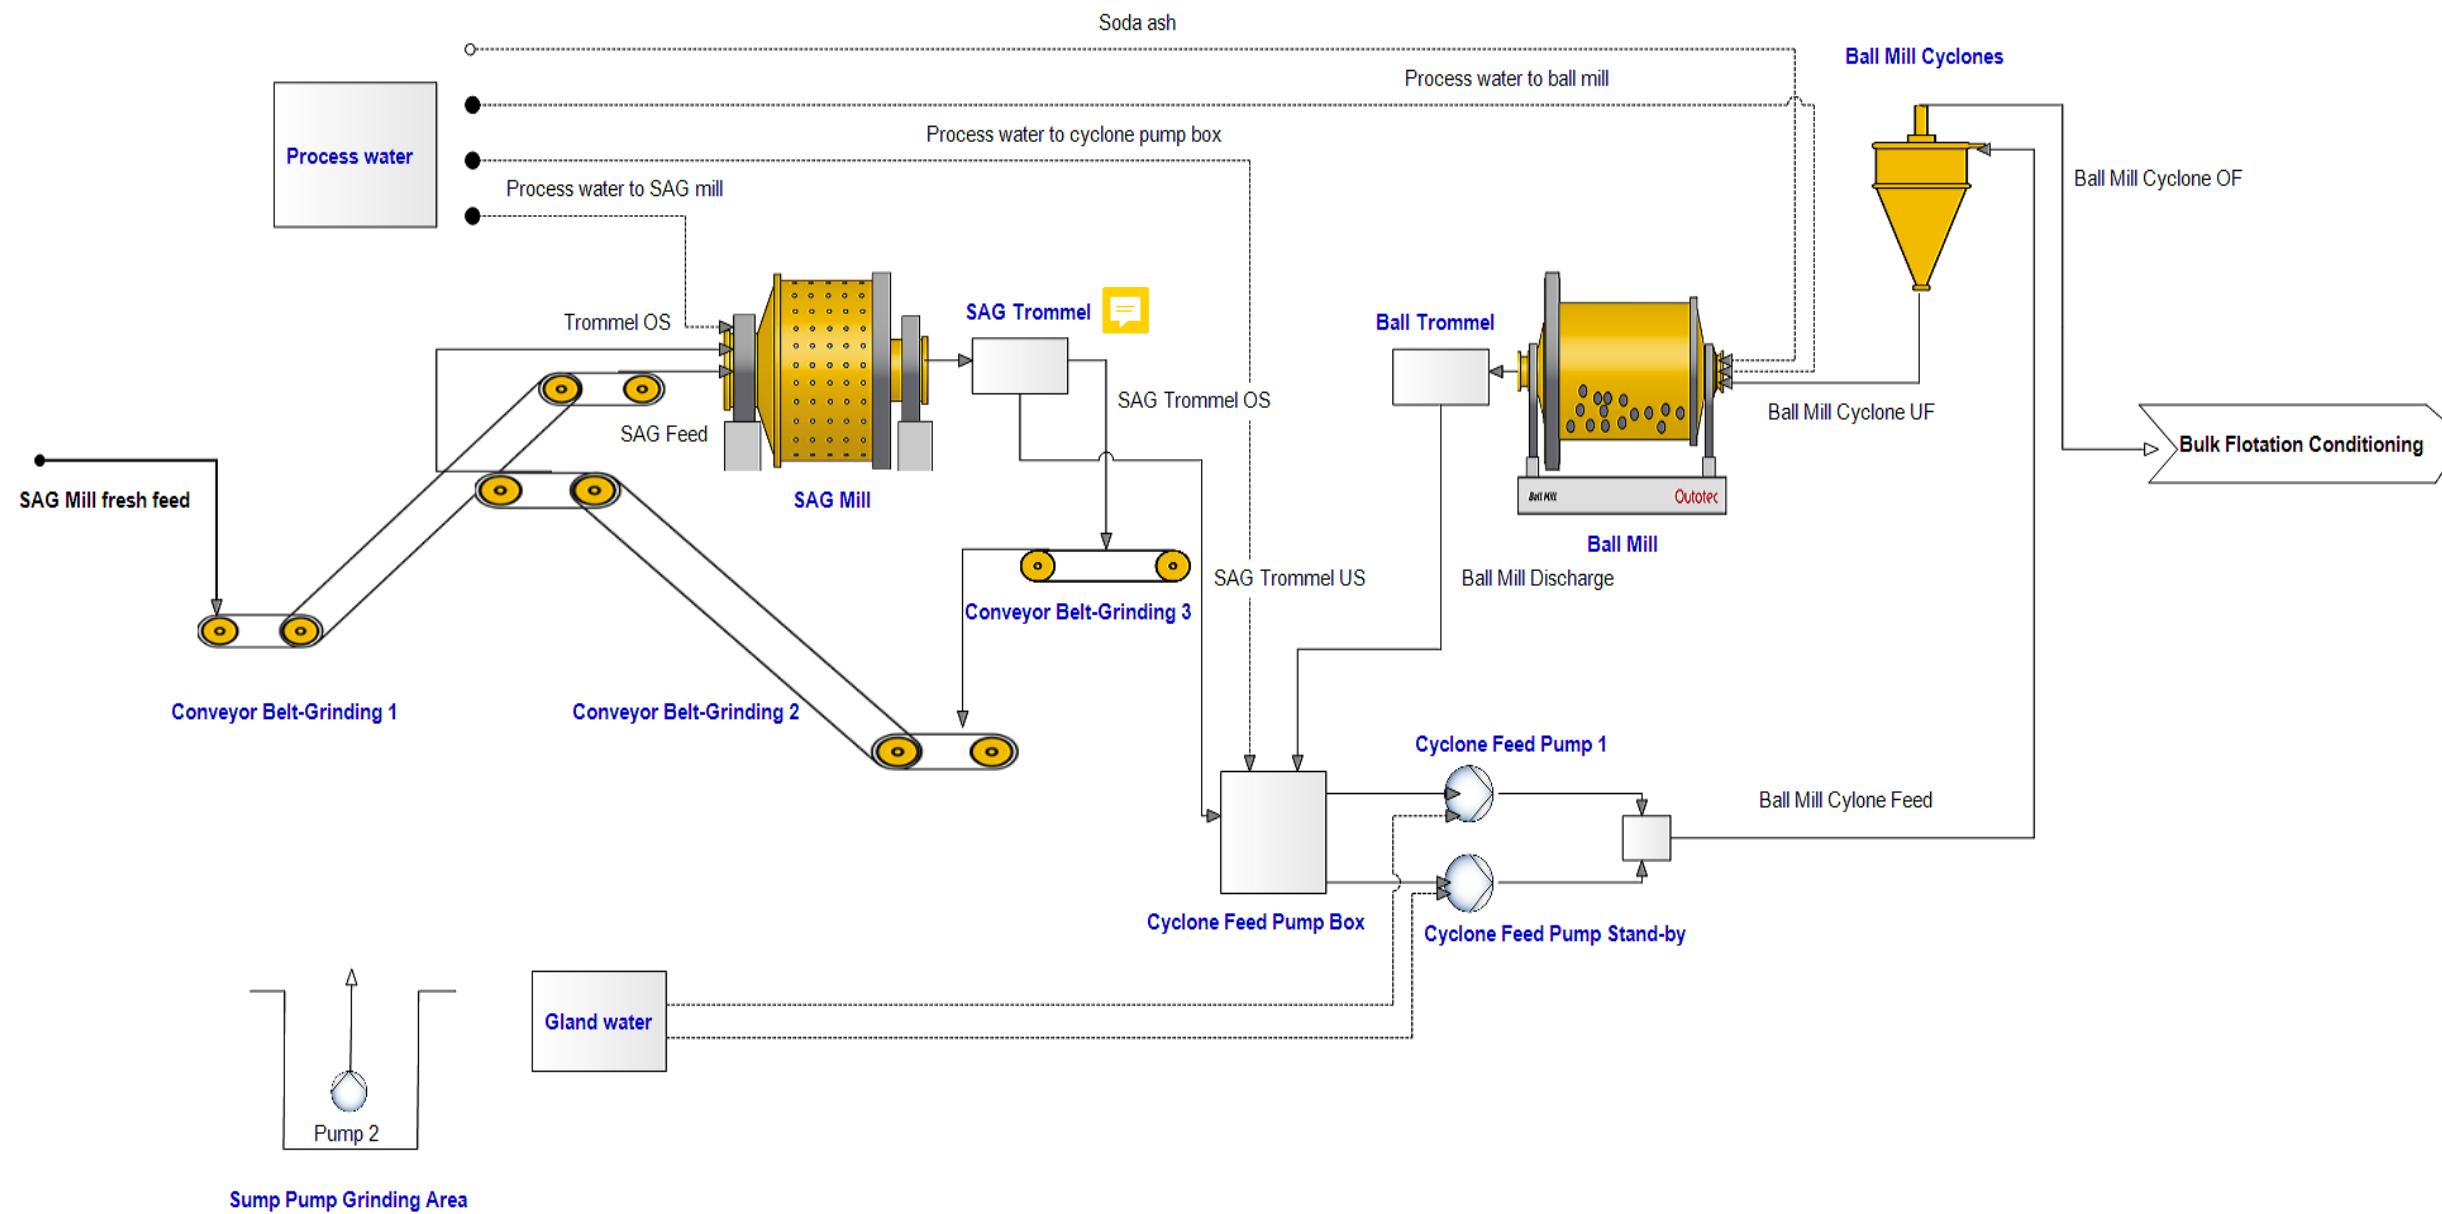 Soda ash
Ball Mill Cyclones
Process water to ball mill
Process water to cyclone pump box
Process water
Ball Mill Cyclone OF
Process water to SAG mill
SAG Trommel
Trommel OS
Ball Trommel
SAG Trommel OS
Ball Mill Cyclone UF
SAG Feed
Bulk Flotation Conditioning
SAG Mill fresh feed
SAG Mill
Ball Mill
Outotec
Ball Mill
SAG Trommel US
Ball Mill Discharge
Conveyor Belt-Grinding 3
Conveyor Belt-Grinding 1
Conveyor Belt-Grinding 2
Cyclone Feed Pump 1
Ball Mill Cylone Feed
Cyclone Feed Pump Box
Cyclone Feed Pump Stand-by
Gland water
Pump 2
Sump Pump Grinding Area